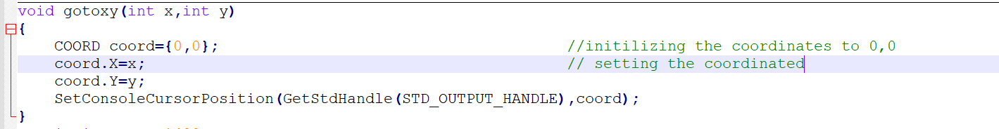 void gotoxy(int x,int y)
{
COORD coord={0,0}; //initilizing the coordinates to 0,0
coord.X=x; // setting the coordinated
coord.Y=y;
SetConsoleCursorPosition(GetStdHandle(STD_OUTPUT_HANDLE),coord);
}